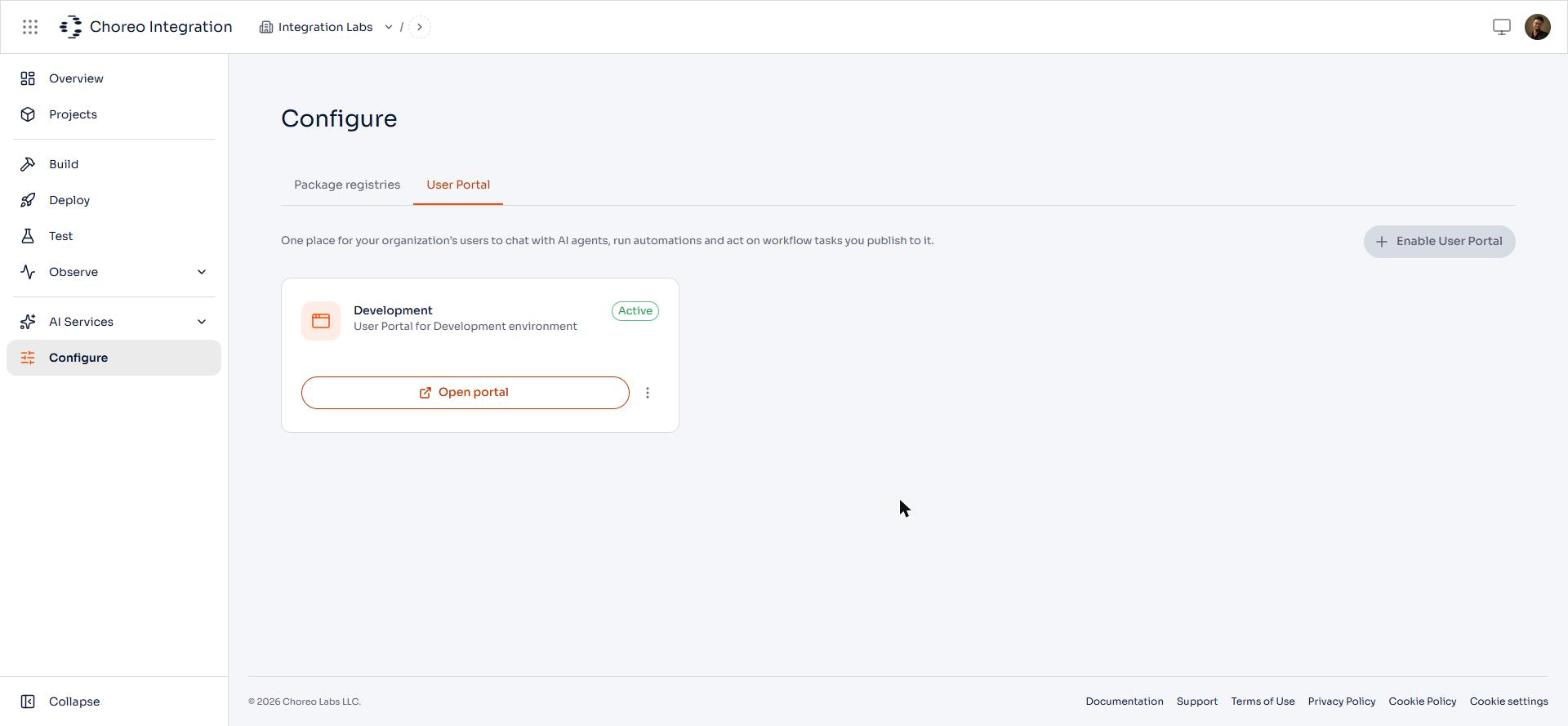 Choreo Integration
Integration Labs
/
Overview
Projects
Build
Deploy
Test
Observe
AI Services
Configure
Collapse
Configure
Package registries
User Portal
One place for your organization's users to chat with AI agents, run automations and act on workflow tasks you publish to it.
+ Enable User Portal
Development
User Portal for Development environment
Active
Open portal
© 2026 Choreo Labs LLC.
Documentation
Support
Terms of Use
Privacy Policy
Cookie Policy
Cookie settings